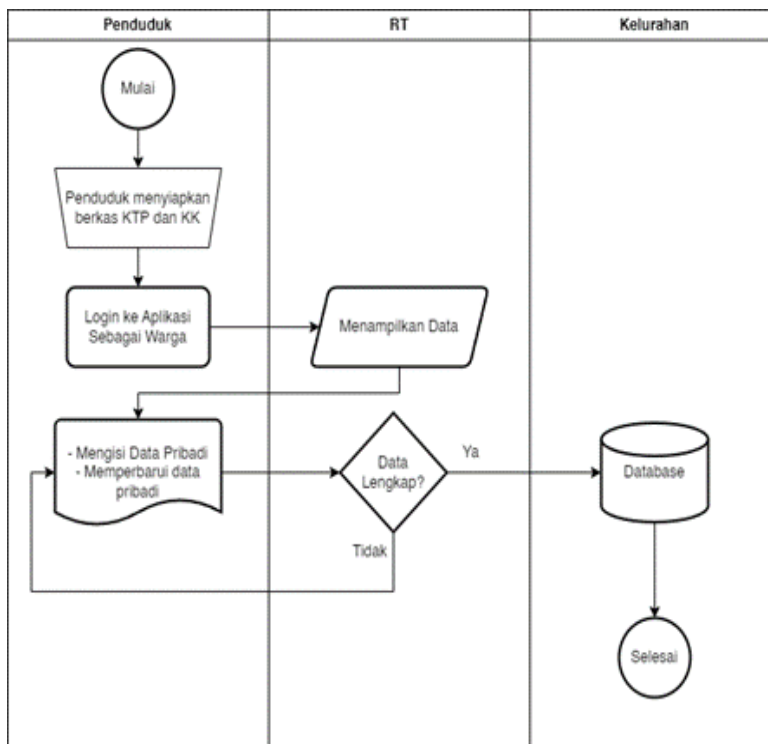 Penduduk
RT
Kelurahan
Mulai
Penduduk menyiapkan
berkas KTP dan KK
Login ke Aplikasi
Sebagai Warga
Menampilkan Data
- Mengisi Data Pribadi
- Memperbarui data
pribadi
Data
Lengkap?
Ya
Tidak
Database
Selesai